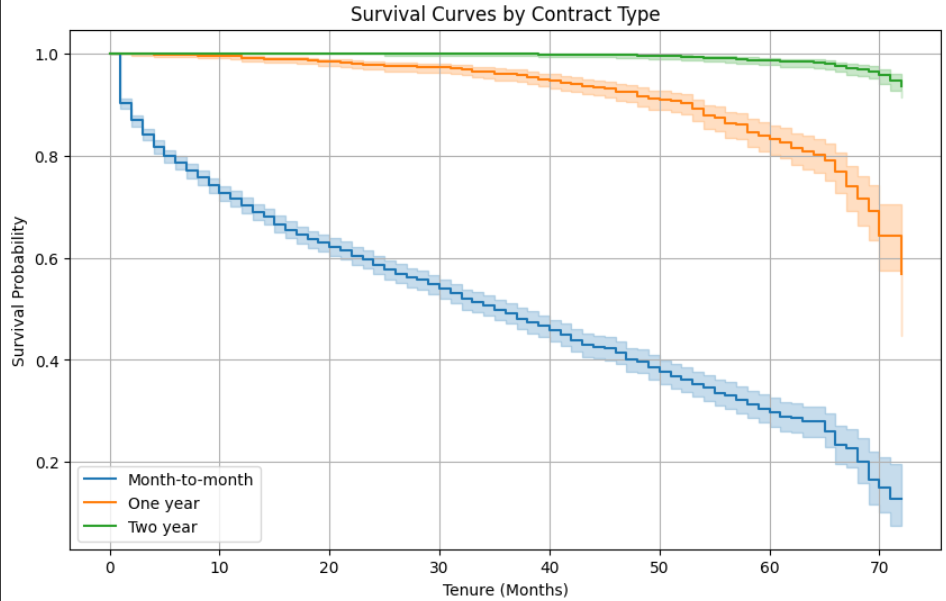 Survival Curves by Contract Type
1.0
0.8
0.6
0.4
0.2
Survival Probability
Month-to-month
One year
Two year
0 10 20 30 40 50 60 70
Tenure (Months)